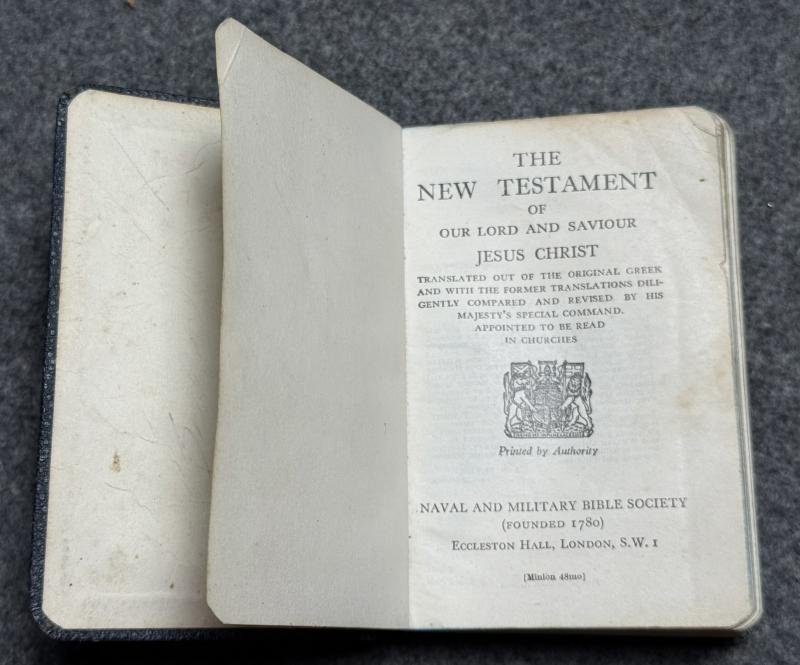 THE
NEW TESTAMENT
OF
OUR LORD AND SAVIOUR
JESUS CHRIST
TRANSLATED OUT OF THE ORIGINAL GREEK
AND WITH THE FORMER TRANSLATIONS DILI-
GENTLY COMPARED AND REVISED BY HIS
MAJESTY'S SPECIAL COMMAND.
APPOINTED TO BE READ
IN CHURCHES
Printed by Authority
NAVAL AND MILITARY BIBLE SOCIETY
(FOUNDED 1780)
ECCLESTON HALL, LONDON, S.W. 1
[Minion 48mo]